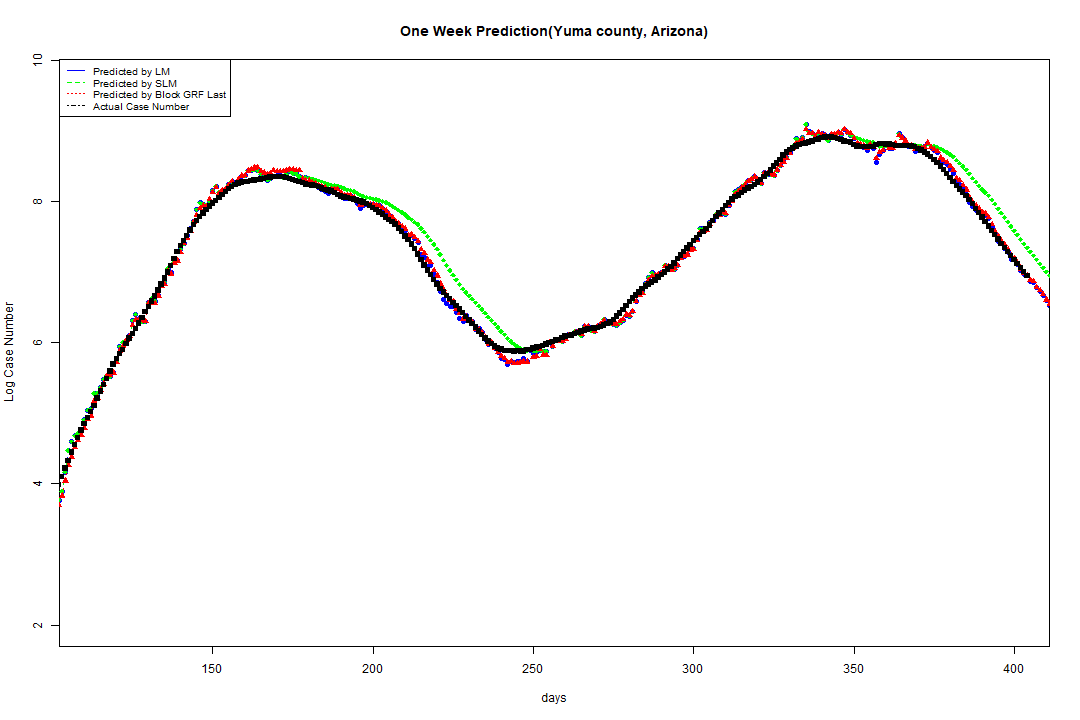 One Week Prediction(Yuma county, Arizona)
Predicted by LM
Predicted by SLM
Predicted by Block GRF Last
Actual Case Number
10
8
6
4
2
Log Case Number
150 200 250 300 350 400
days